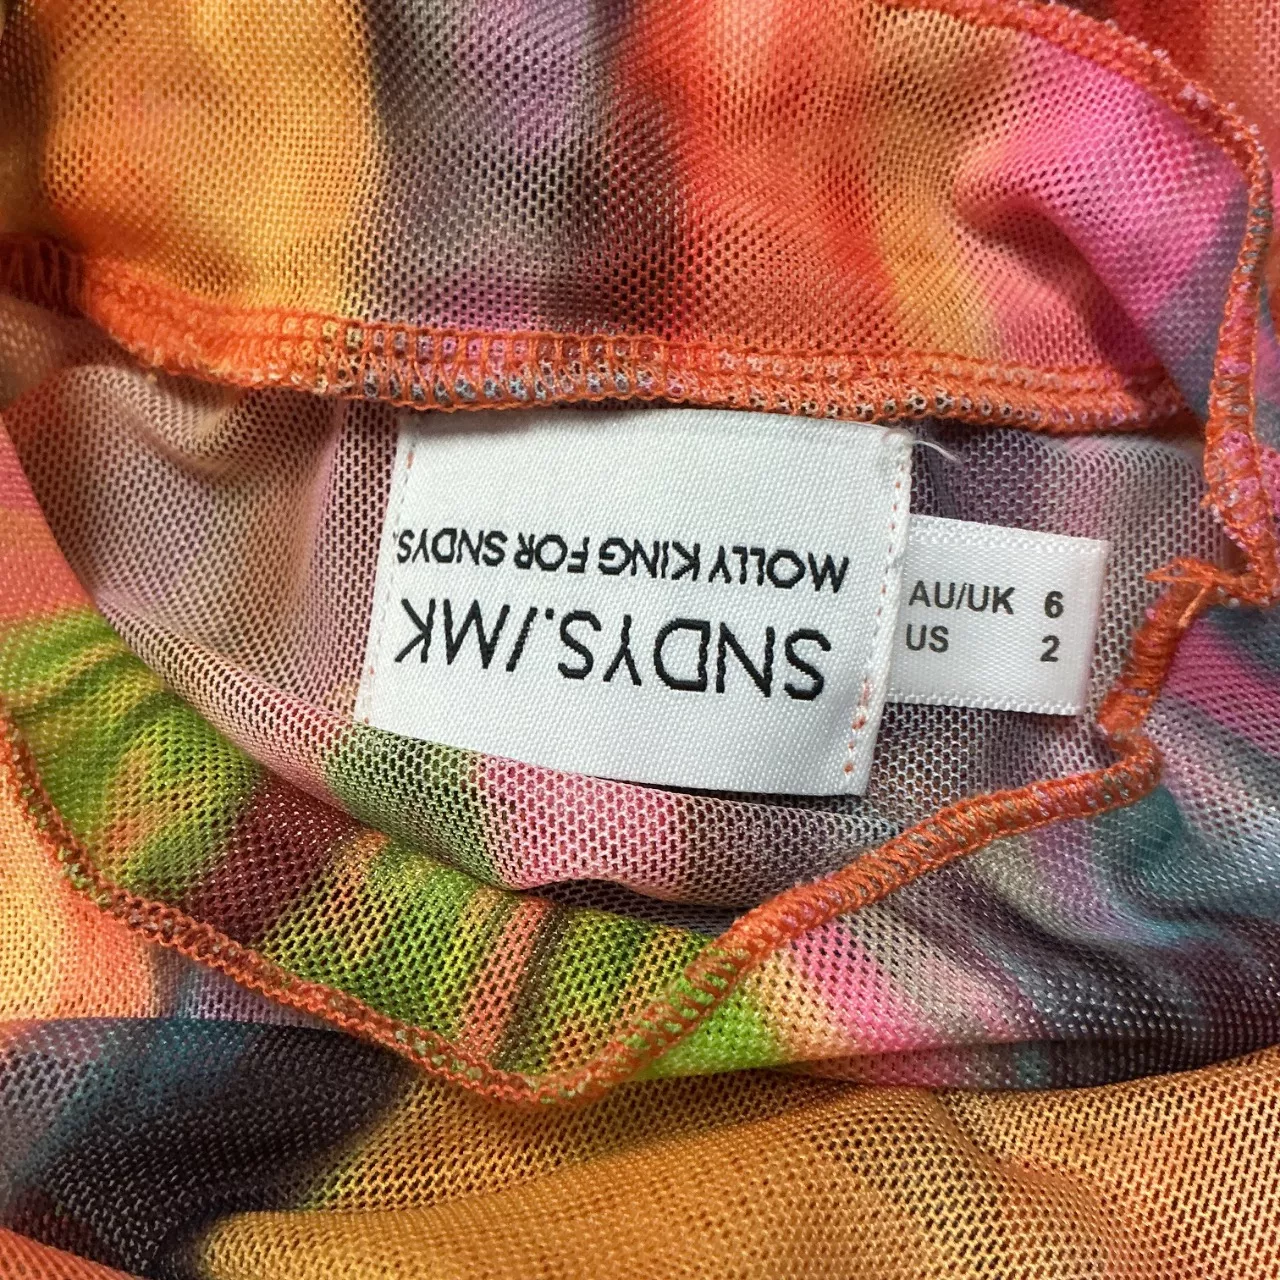 SNDYS./MK
MOLLY KING FOR SNDYS.
AU/UK 6
US 2